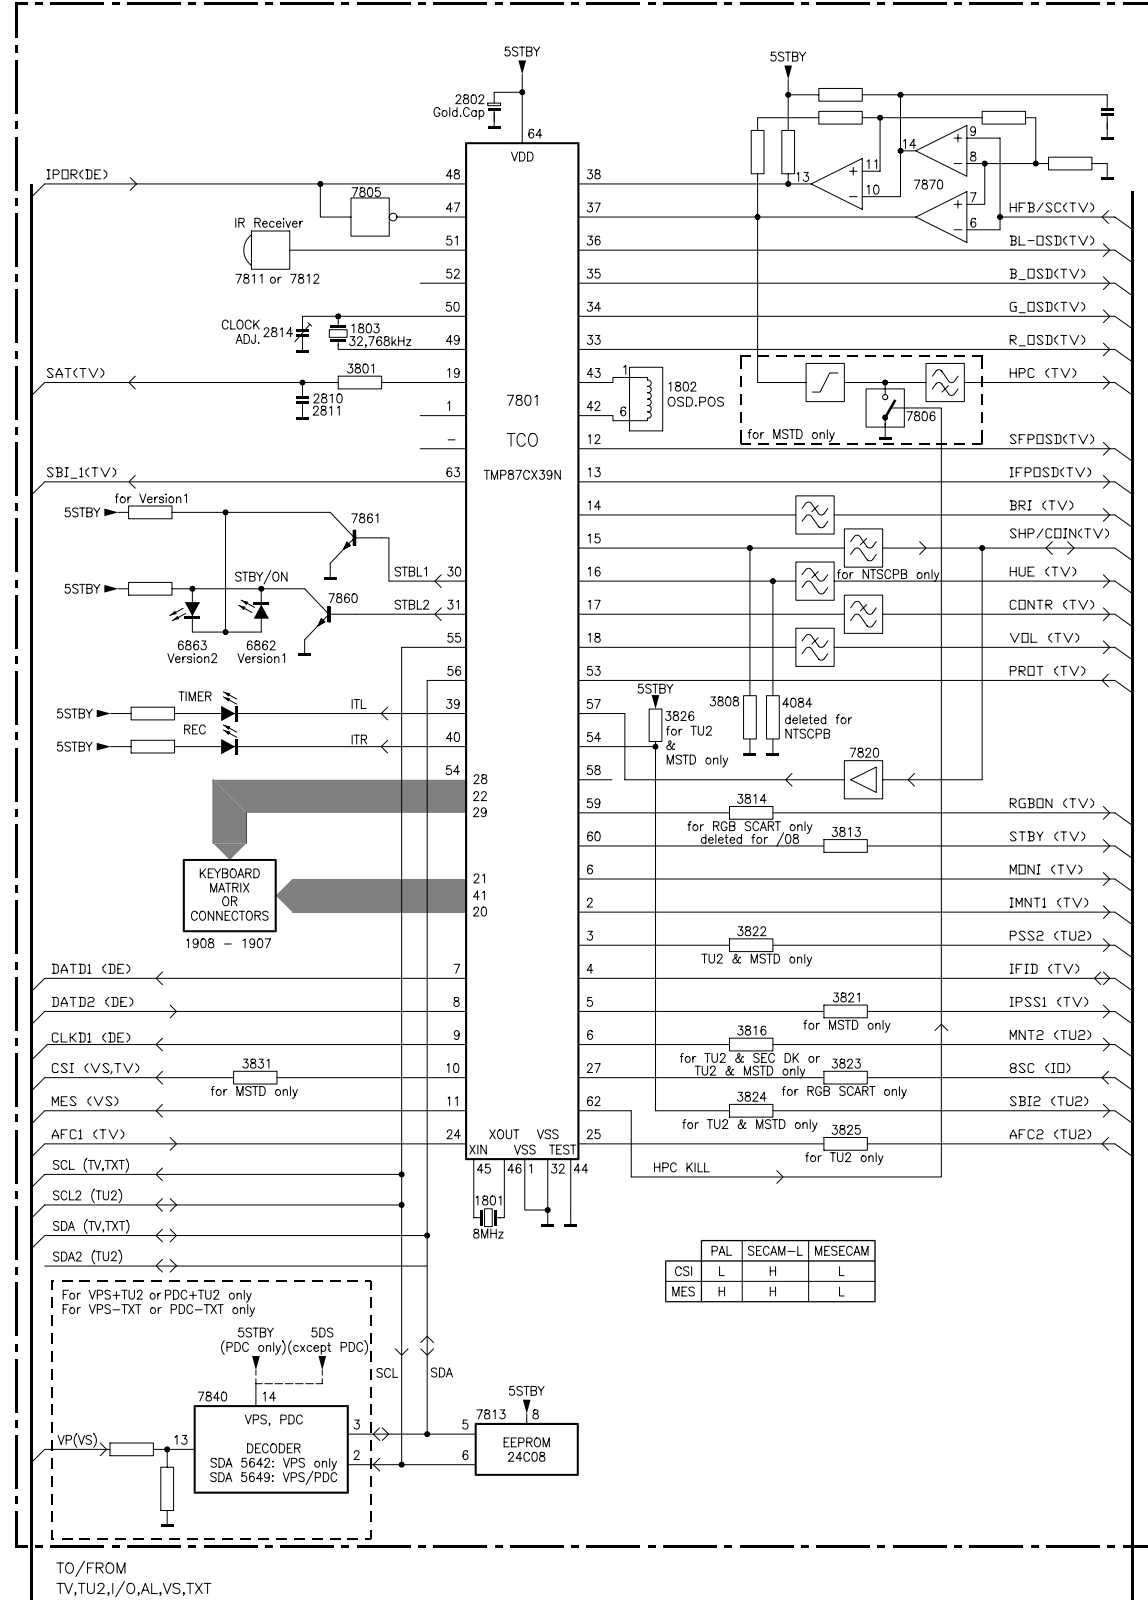 5STBY
5STBY
2802
Gold.Cap
64
VDD
9
14
+
8
−
11
+
13
10
−
7870
7
+
6
−
IPOR(DE)
48
38
7805
47
37
HFB/SC(TV)
IR Receiver
51
36
BL-OSD(TV)
7811 or 7812
52
35
B_OSD(TV)
50
34
G_OSD(TV)
CLOCK
ADJ.
2814
1803
32,768kHz
49
33
R_OSD(TV)
SAT(TV)
3801
19
43
1
1802
OSD.POS
HPC (TV)
2810
2811
1
7801
42
6
7806
for MSTD only
–
TCO
12
SFPOSD(TV)
SBI_1(TV)
63
TMP87CX39N
13
IFPOSD(TV)
for Version1
5STBY
14
BRI (TV)
7861
15
SHP/COIN(TV)
for NTSCPB only
5STBY
STBY/ON
STBL1
30
16
HUE (TV)
7860
STBL2
31
17
CONTR (TV)
6863
Version2
6862
Version1
55
18
VOL (TV)
56
53
PROT (TV)
5STBY
TIMER
5STBY
ITL
39
57
3826
for TU2
&
MSTD only
3808
4084
deleted for
NTSCPB
REC
5STBY
ITR
40
54
7820
54
58
28
22
29
59
3814
for RGB SCART only
deleted for /08
RGBON (TV)
60
3813
STBY (TV)
KEYBOARD
MATRIX
OR
CONNECTORS
1908 – 1907
21
41
20
6
MONI (TV)
2
IMNT1 (TV)
3
3822
TU2 & MSTD only
PSS2 (TU2)
DATD1 (DE)
7
4
IFID (TV)
DATD2 (DE)
8
5
3821
for MSTD only
IPSS1 (TV)
CLKD1 (DE)
9
6
3816
for TU2 & SEC DK or
TU2 & MSTD only
MNT2 (TU2)
CSI (VS,TV)
3831
for MSTD only
10
27
3823
for RGB SCART only
8SC (IO)
MES (VS)
11
62
3824
for TU2 & MSTD only
SBI2 (TU2)
AFC1 (TV)
24
25
3825
for TU2 only
AFC2 (TU2)
XOUT VSS
XIN VSS TEST
45
46
1
32
44
HPC KILL
SCL (TV,TXT)
1801
8MHz
SCL2 (TU2)
SDA (TV,TXT)
SDA2 (TU2)
PAL SECAM-L MESECAM
CSI L H L
MES H H L
For VPS+TU2 or PDC+TU2 only
For VPS-TXT or PDC-TXT only
5STBY
(PDC only)
5DS
(cxcept PDC)
SCL
SDA
7840
14
VPS, PDC
DECODER
SDA 5642: VPS only
SDA 5649: VPS/PDC
VP(VS)
13
3
2
5STBY
7813
8
5
6
EEPROM
24C08
TO/FROM
TV,TU2,I/O,AL,VS,TXT